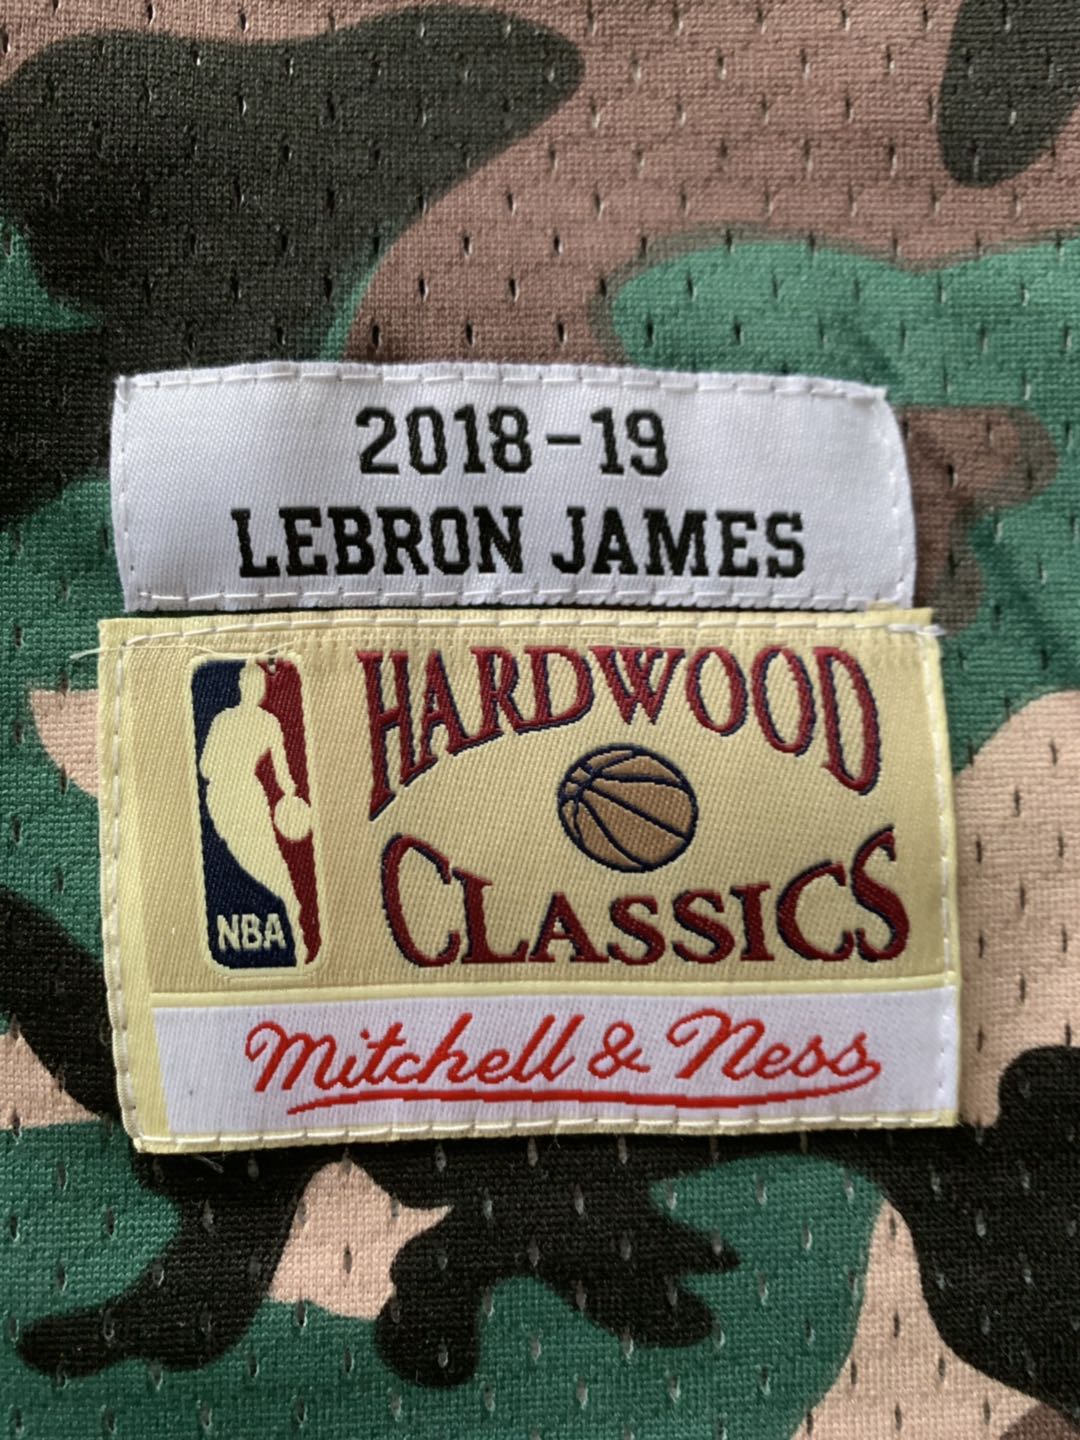 2018-19
LEBRON JAMES
HARDWOOD
CLASSICS
NBA
Mitchell & Ness